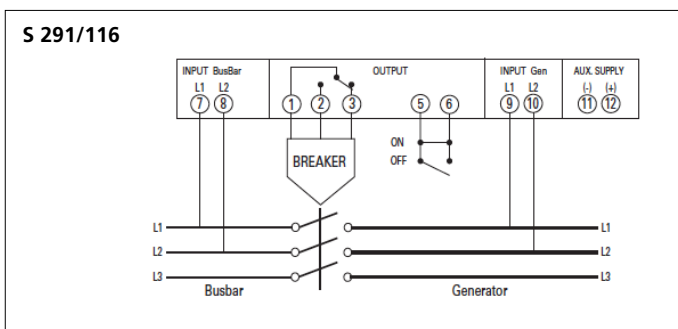 S 291/116
INPUT BusBar OUTPUT INPUT Gen AUX. SUPPLY
L1 L2 L1 L2 (-) (+)
7 8 1 2 3 5 6 9 10 11 12
ON
BREAKER OFF
L1 L1
L2 L2
L3 L3
Busbar Generator